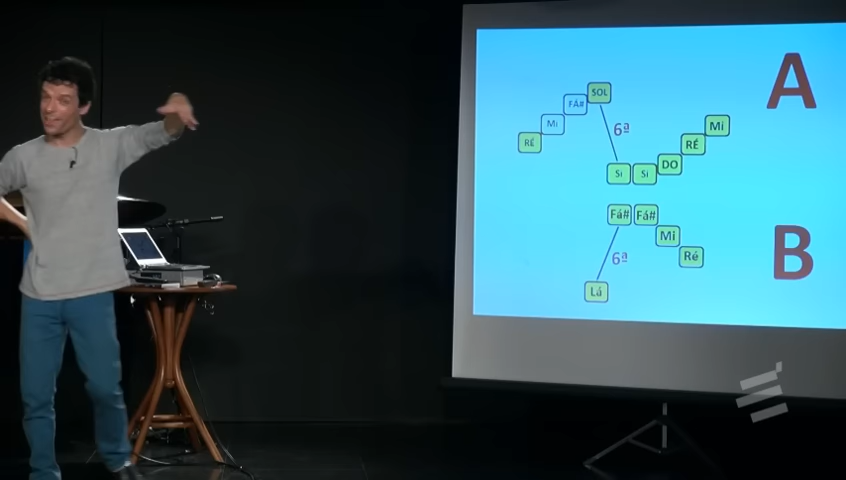 A
SOL
FÁ#
Mi
RÉ
6ª
Si Si DO RÉ Mi
B
Fá# Fá# Mi Ré
6ª
Lá